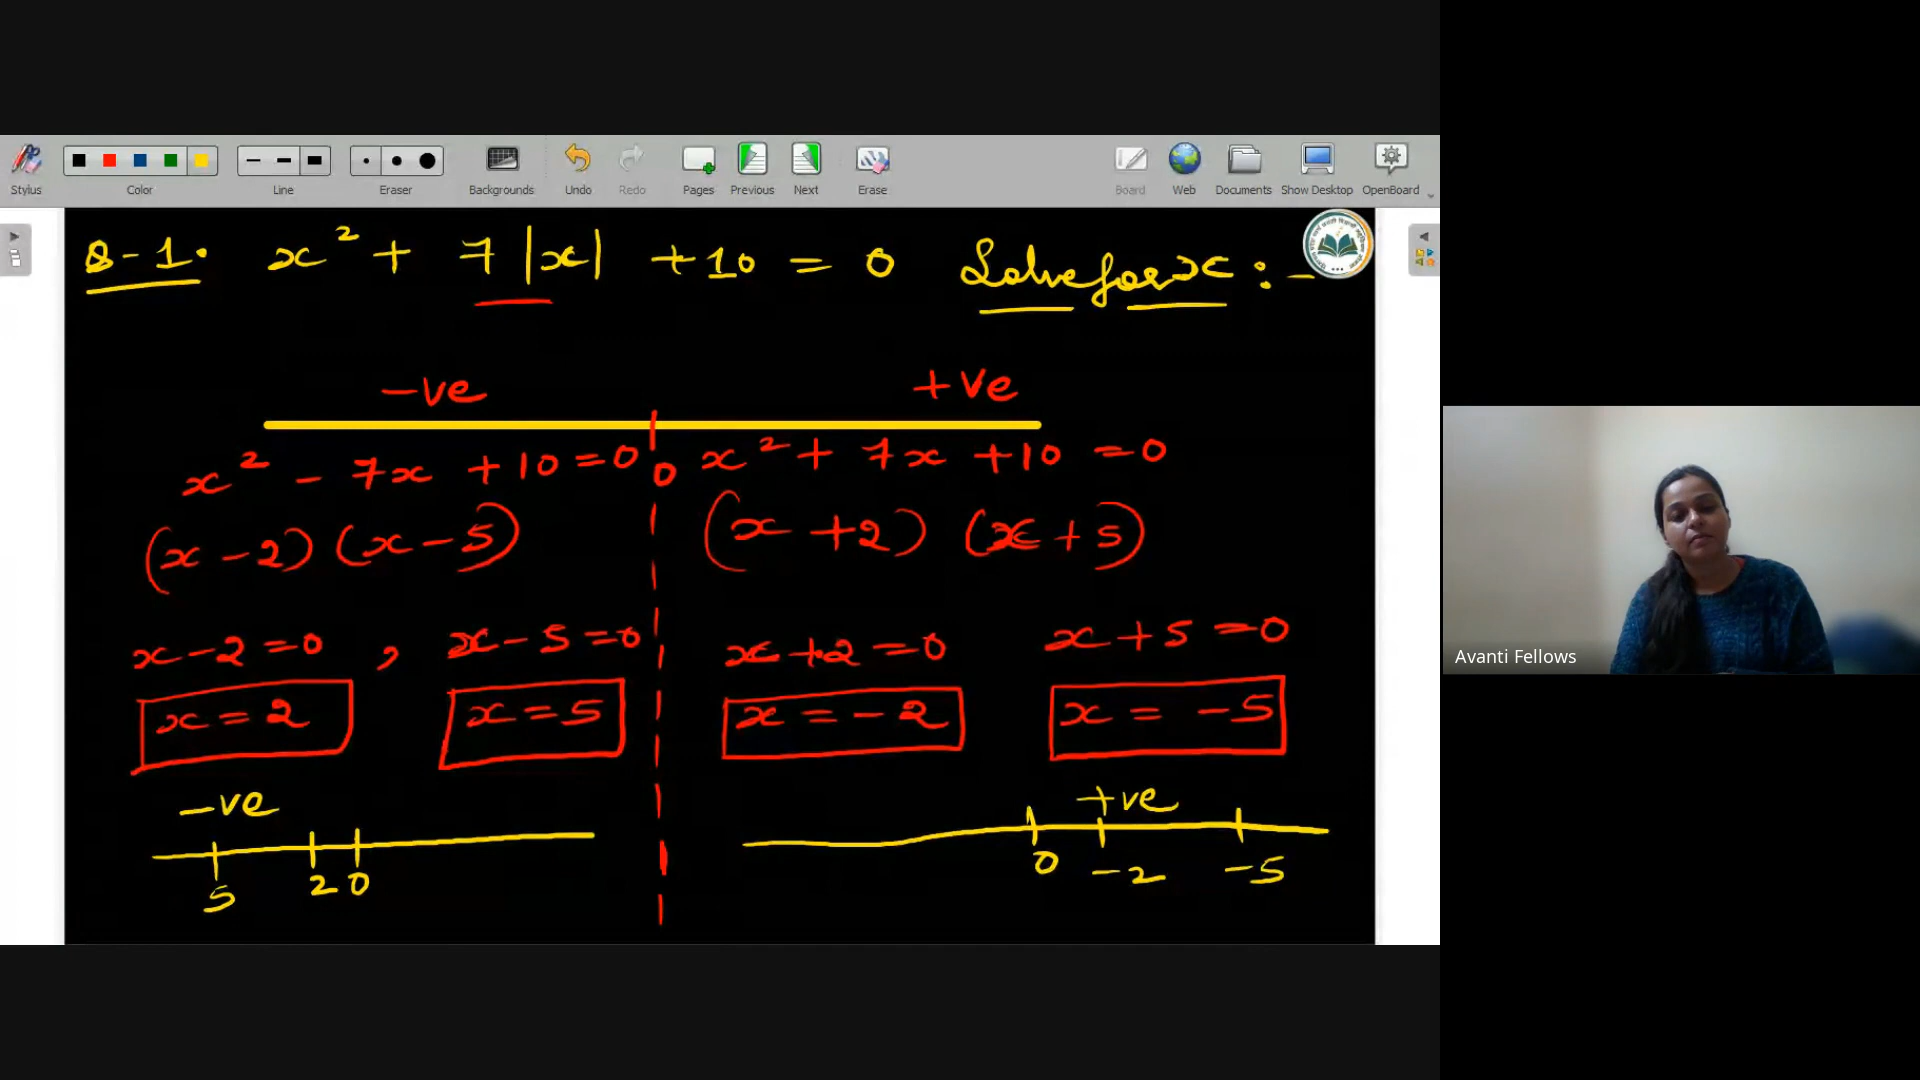 Stylus Color Line Eraser Backgrounds Undo Redo Pages Previous Next Erase Board Web Documents Show Desktop OpenBoard
Q-1. x² + 7|x| + 10 = 0 Solve for x : -
-ve +ve
x² - 7x + 10 = 0 0 x² + 7x + 10 = 0
(x - 2) (x - 5) (x + 2) (x + 5)
x - 2 = 0 , x - 5 = 0 x + 2 = 0 x + 5 = 0
x = 2 x = 5 x = - 2 x = - 5
-ve +ve
5 2 0 0 -2 -5
Avanti Fellows